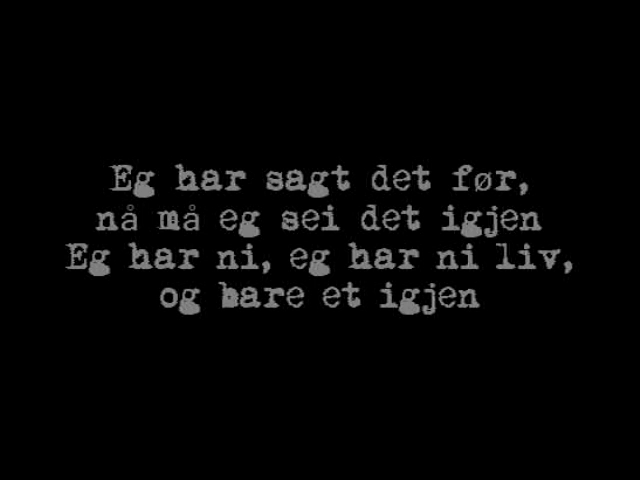 Eg har sagt det før,
nå må eg sei det igjen
Eg har ni, eg har ni liv,
og bare et igjen